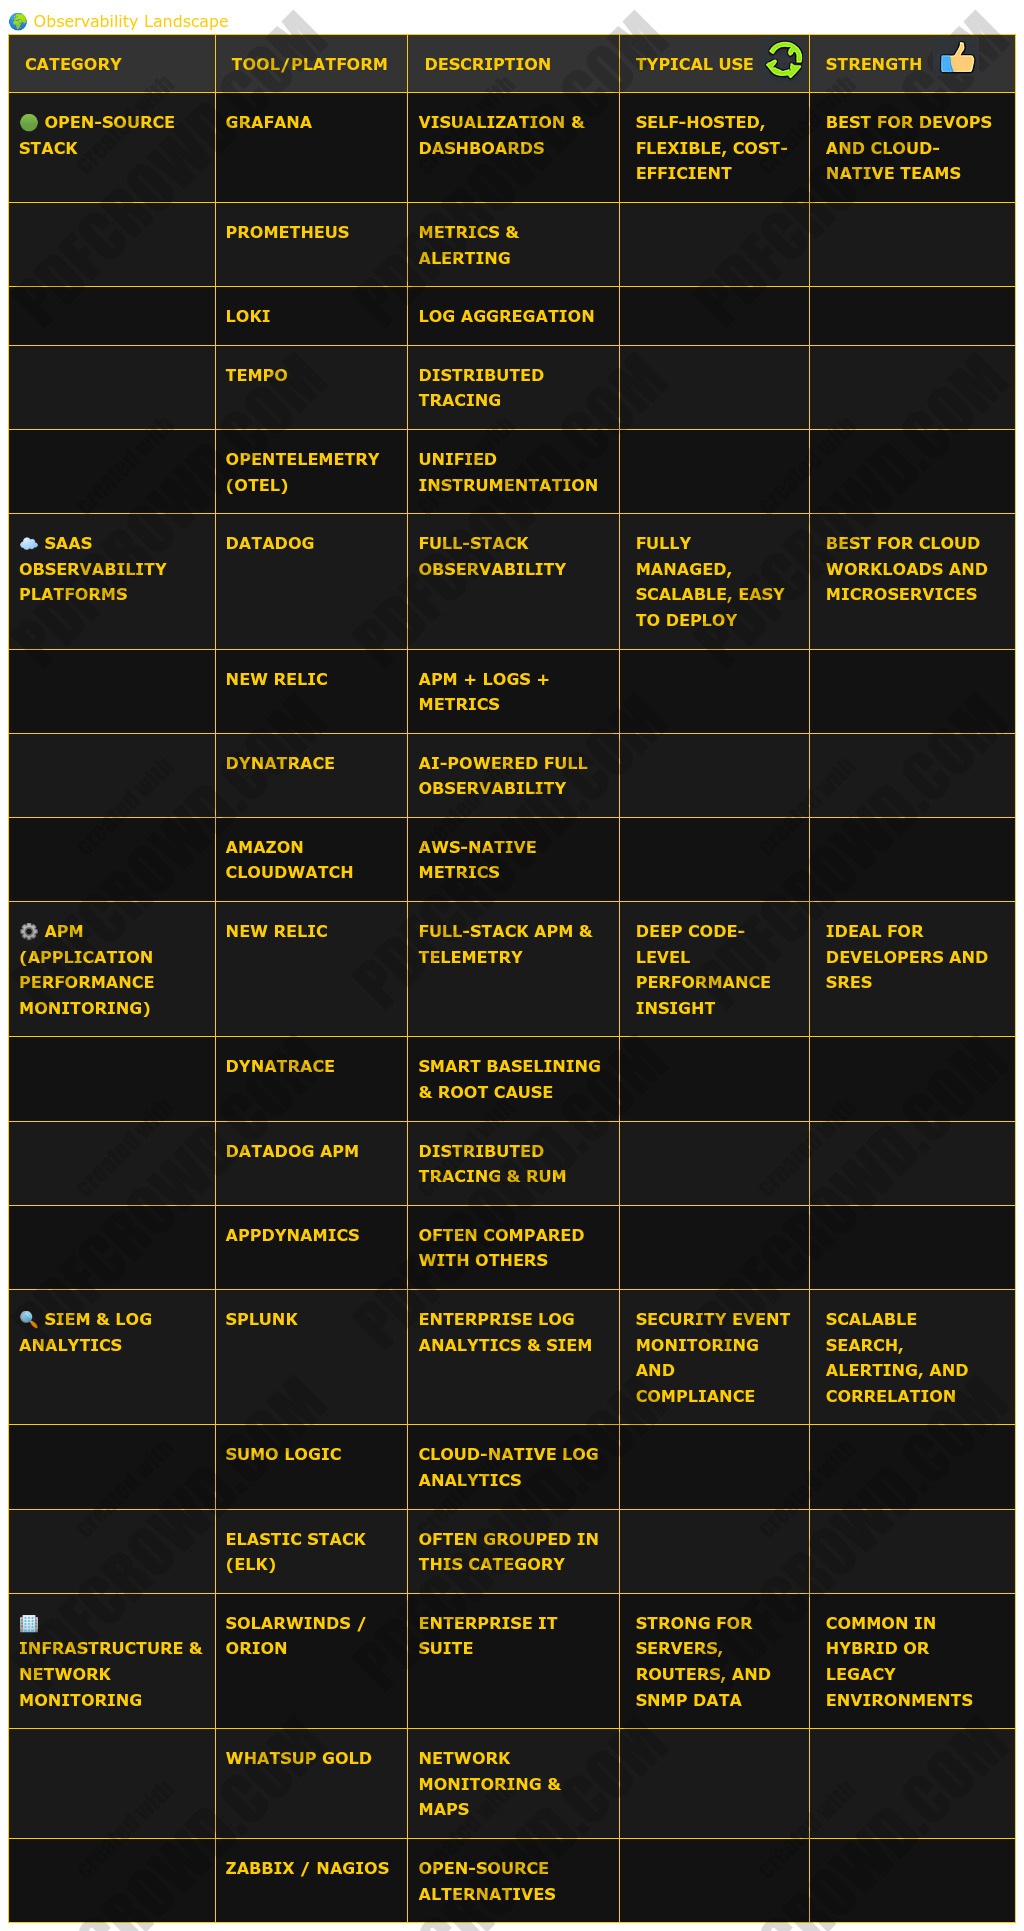 Observability Landscape
CATEGORY TOOL/PLATFORM DESCRIPTION TYPICAL USE STRENGTH
OPEN-SOURCE STACK GRAFANA VISUALIZATION & DASHBOARDS SELF-HOSTED, FLEXIBLE, COST-EFFICIENT BEST FOR DEVOPS AND CLOUD-NATIVE TEAMS
PROMETHEUS METRICS & ALERTING
LOKI LOG AGGREGATION
TEMPO DISTRIBUTED TRACING
OPENTELEMETRY (OTEL) UNIFIED INSTRUMENTATION
SAAS OBSERVABILITY PLATFORMS DATADOG FULL-STACK OBSERVABILITY FULLY MANAGED, SCALABLE, EASY TO DEPLOY BEST FOR CLOUD WORKLOADS AND MICROSERVICES
NEW RELIC APM + LOGS + METRICS
DYNATRACE AI-POWERED FULL OBSERVABILITY
AMAZON CLOUDWATCH AWS-NATIVE METRICS
APM (APPLICATION PERFORMANCE MONITORING) NEW RELIC FULL-STACK APM & TELEMETRY DEEP CODE-LEVEL PERFORMANCE INSIGHT IDEAL FOR DEVELOPERS AND SRES
DYNATRACE SMART BASELINING & ROOT CAUSE
DATADOG APM DISTRIBUTED TRACING & RUM
APPDYNAMICS OFTEN COMPARED WITH OTHERS
SIEM & LOG ANALYTICS SPLUNK ENTERPRISE LOG ANALYTICS & SIEM SECURITY EVENT MONITORING AND COMPLIANCE SCALABLE SEARCH, ALERTING, AND CORRELATION
SUMO LOGIC CLOUD-NATIVE LOG ANALYTICS
ELASTIC STACK (ELK) OFTEN GROUPED IN THIS CATEGORY
INFRASTRUCTURE & NETWORK MONITORING SOLARWINDS / ORION ENTERPRISE IT SUITE STRONG FOR SERVERS, ROUTERS, AND SNMP DATA COMMON IN HYBRID OR LEGACY ENVIRONMENTS
WHATSUP GOLD NETWORK MONITORING & MAPS
ZABBIX / NAGIOS OPEN-SOURCE ALTERNATIVES
created with PDFCROWD.COM